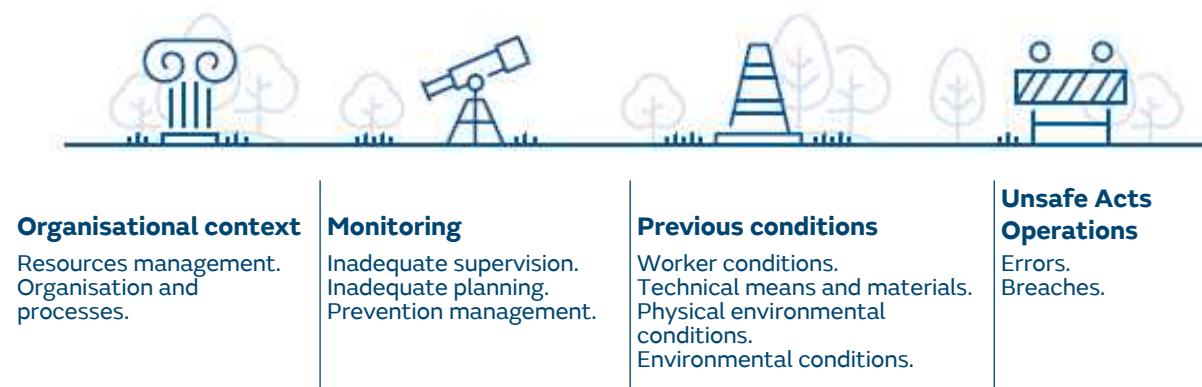 Organisational context
Resources management.
Organisation and
processes.
Monitoring
Inadequate supervision.
Inadequate planning.
Prevention management.
Previous conditions
Worker conditions.
Technical means and materials.
Physical environmental
conditions.
Environmental conditions.
Unsafe Acts
Operations
Errors.
Breaches.